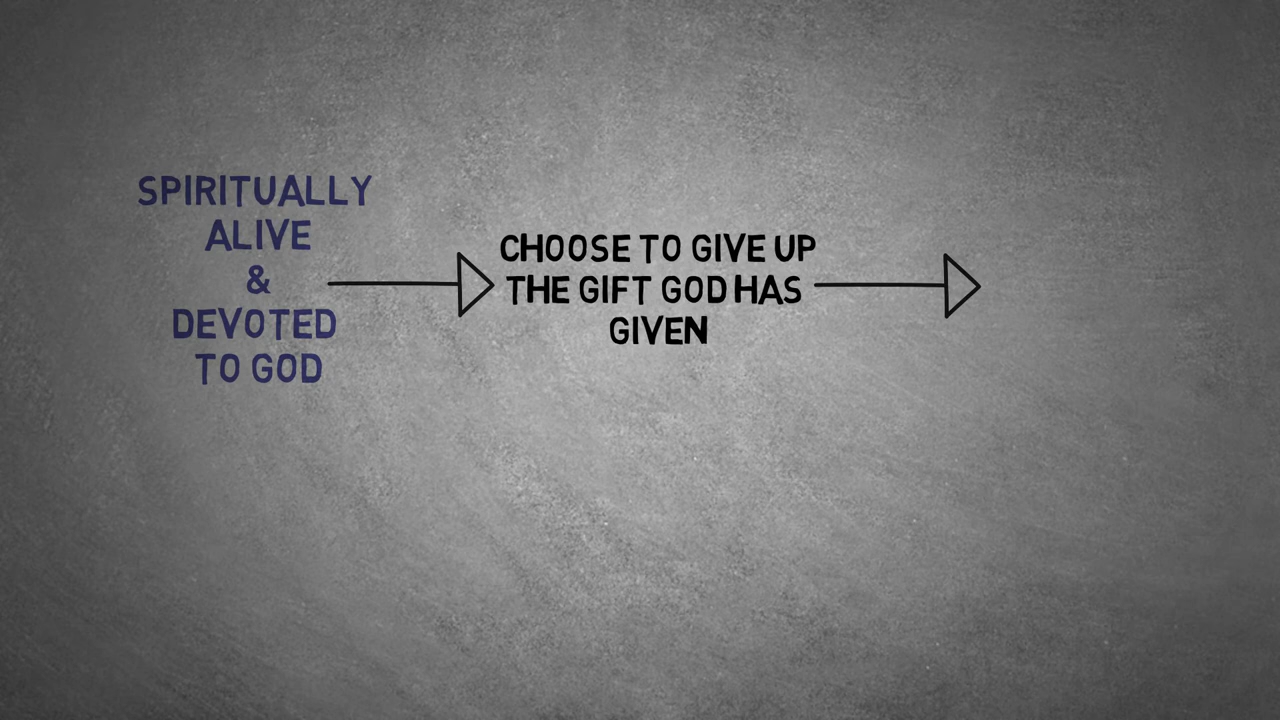 SPIRITUALLY
ALIVE
&
DEVOTED
TO GOD
CHOOSE TO GIVE UP
THE GIFT GOD HAS
GIVEN